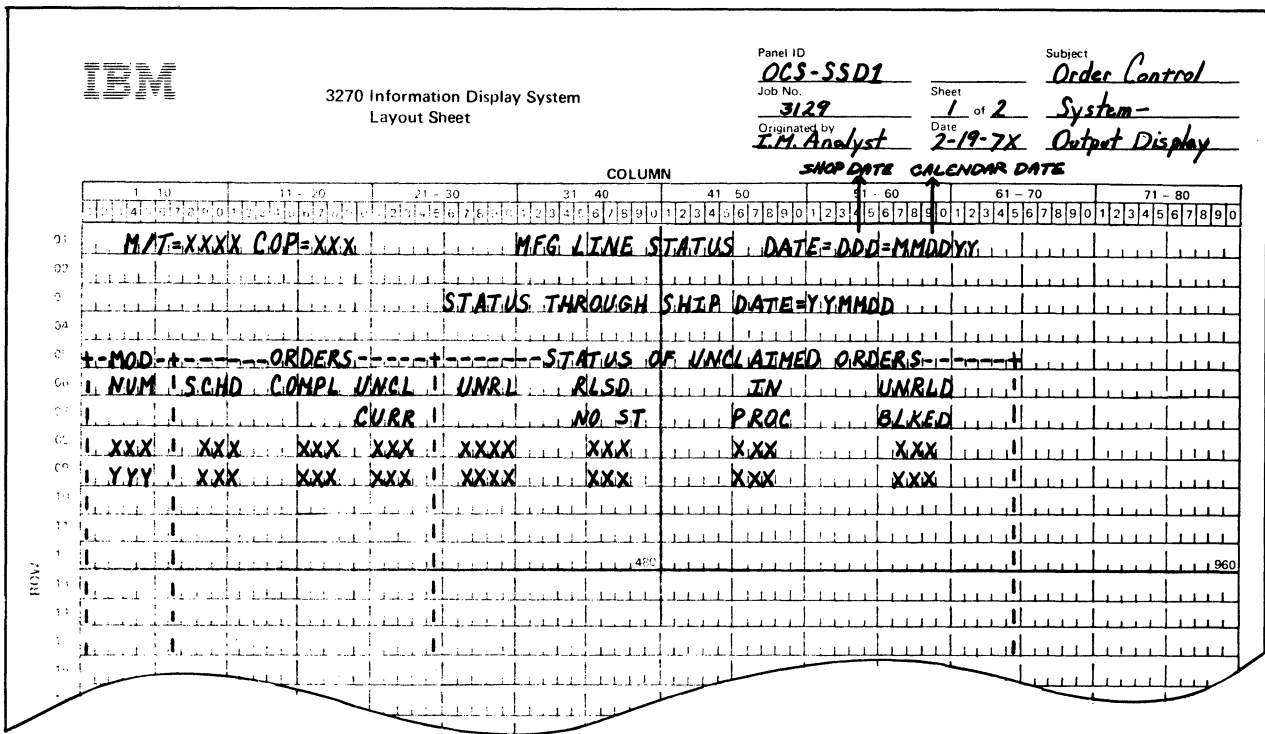 IBM
3270 Information Display System
Layout Sheet
Panel ID
OCS-SSD1
Job No.
3129
Sheet
1 of 2
Originated by
I.M. Analyst
Date
2-19-7X
Subject
Order Control
System-
Output Display
SHOP DATE CALENDAR DATE
COLUMN
1 10 11 - 20 21 - 30 31 40 41 50 51 - 60 61 - 70 71 - 80
01 M/T=XXXX COP=XXX MFG LINE STATUS DATE=DDD=MMDDYY
02
STATUS THROUGH SHIP DATE=YYMMDD
04
05 +-MOD-+------ORDERS-----+-------STATUS OF UNCLAIMED ORDERS------+
06 NUM SCHD COMPL UNCL UNRL RLSD IN UNRLD
CURR NO ST PROC BLKED
XXX XXX XXX XXX XXXX XXX XXX XXX
YYY XXX XXX XXX XXXX XXX XXX XXX
480 960
ROW